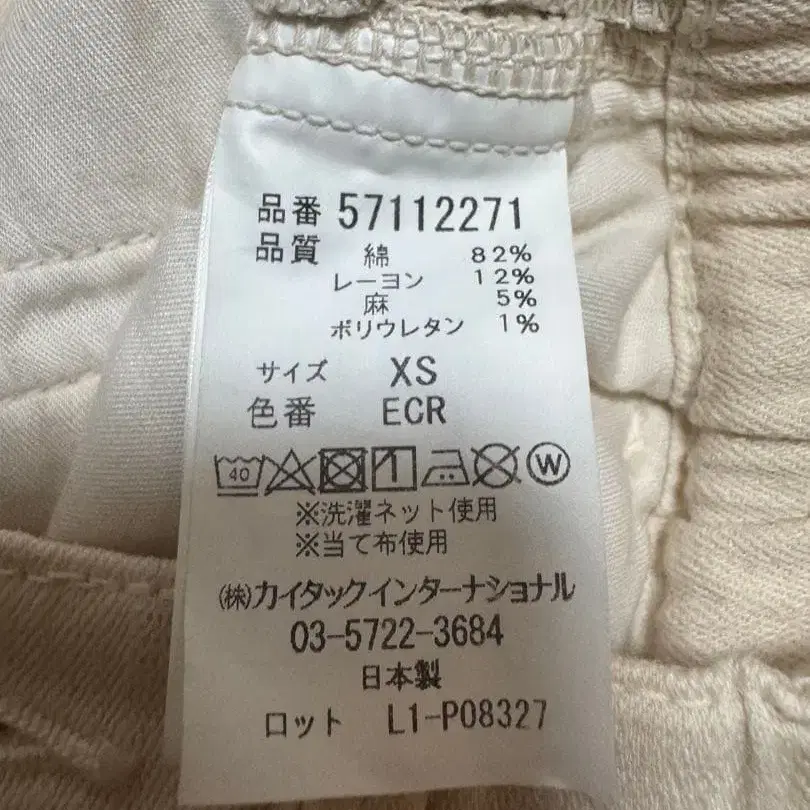 品番 57112271
品質 綿 82%
レーヨン 12%
麻 5%
ポリウレタン 1%
サイズ XS
色番 ECR
40 W
※洗濯ネット使用
※当て布使用
(株)カイタックインターナショナル
03-5722-3684
日本製
ロット L1-P08327